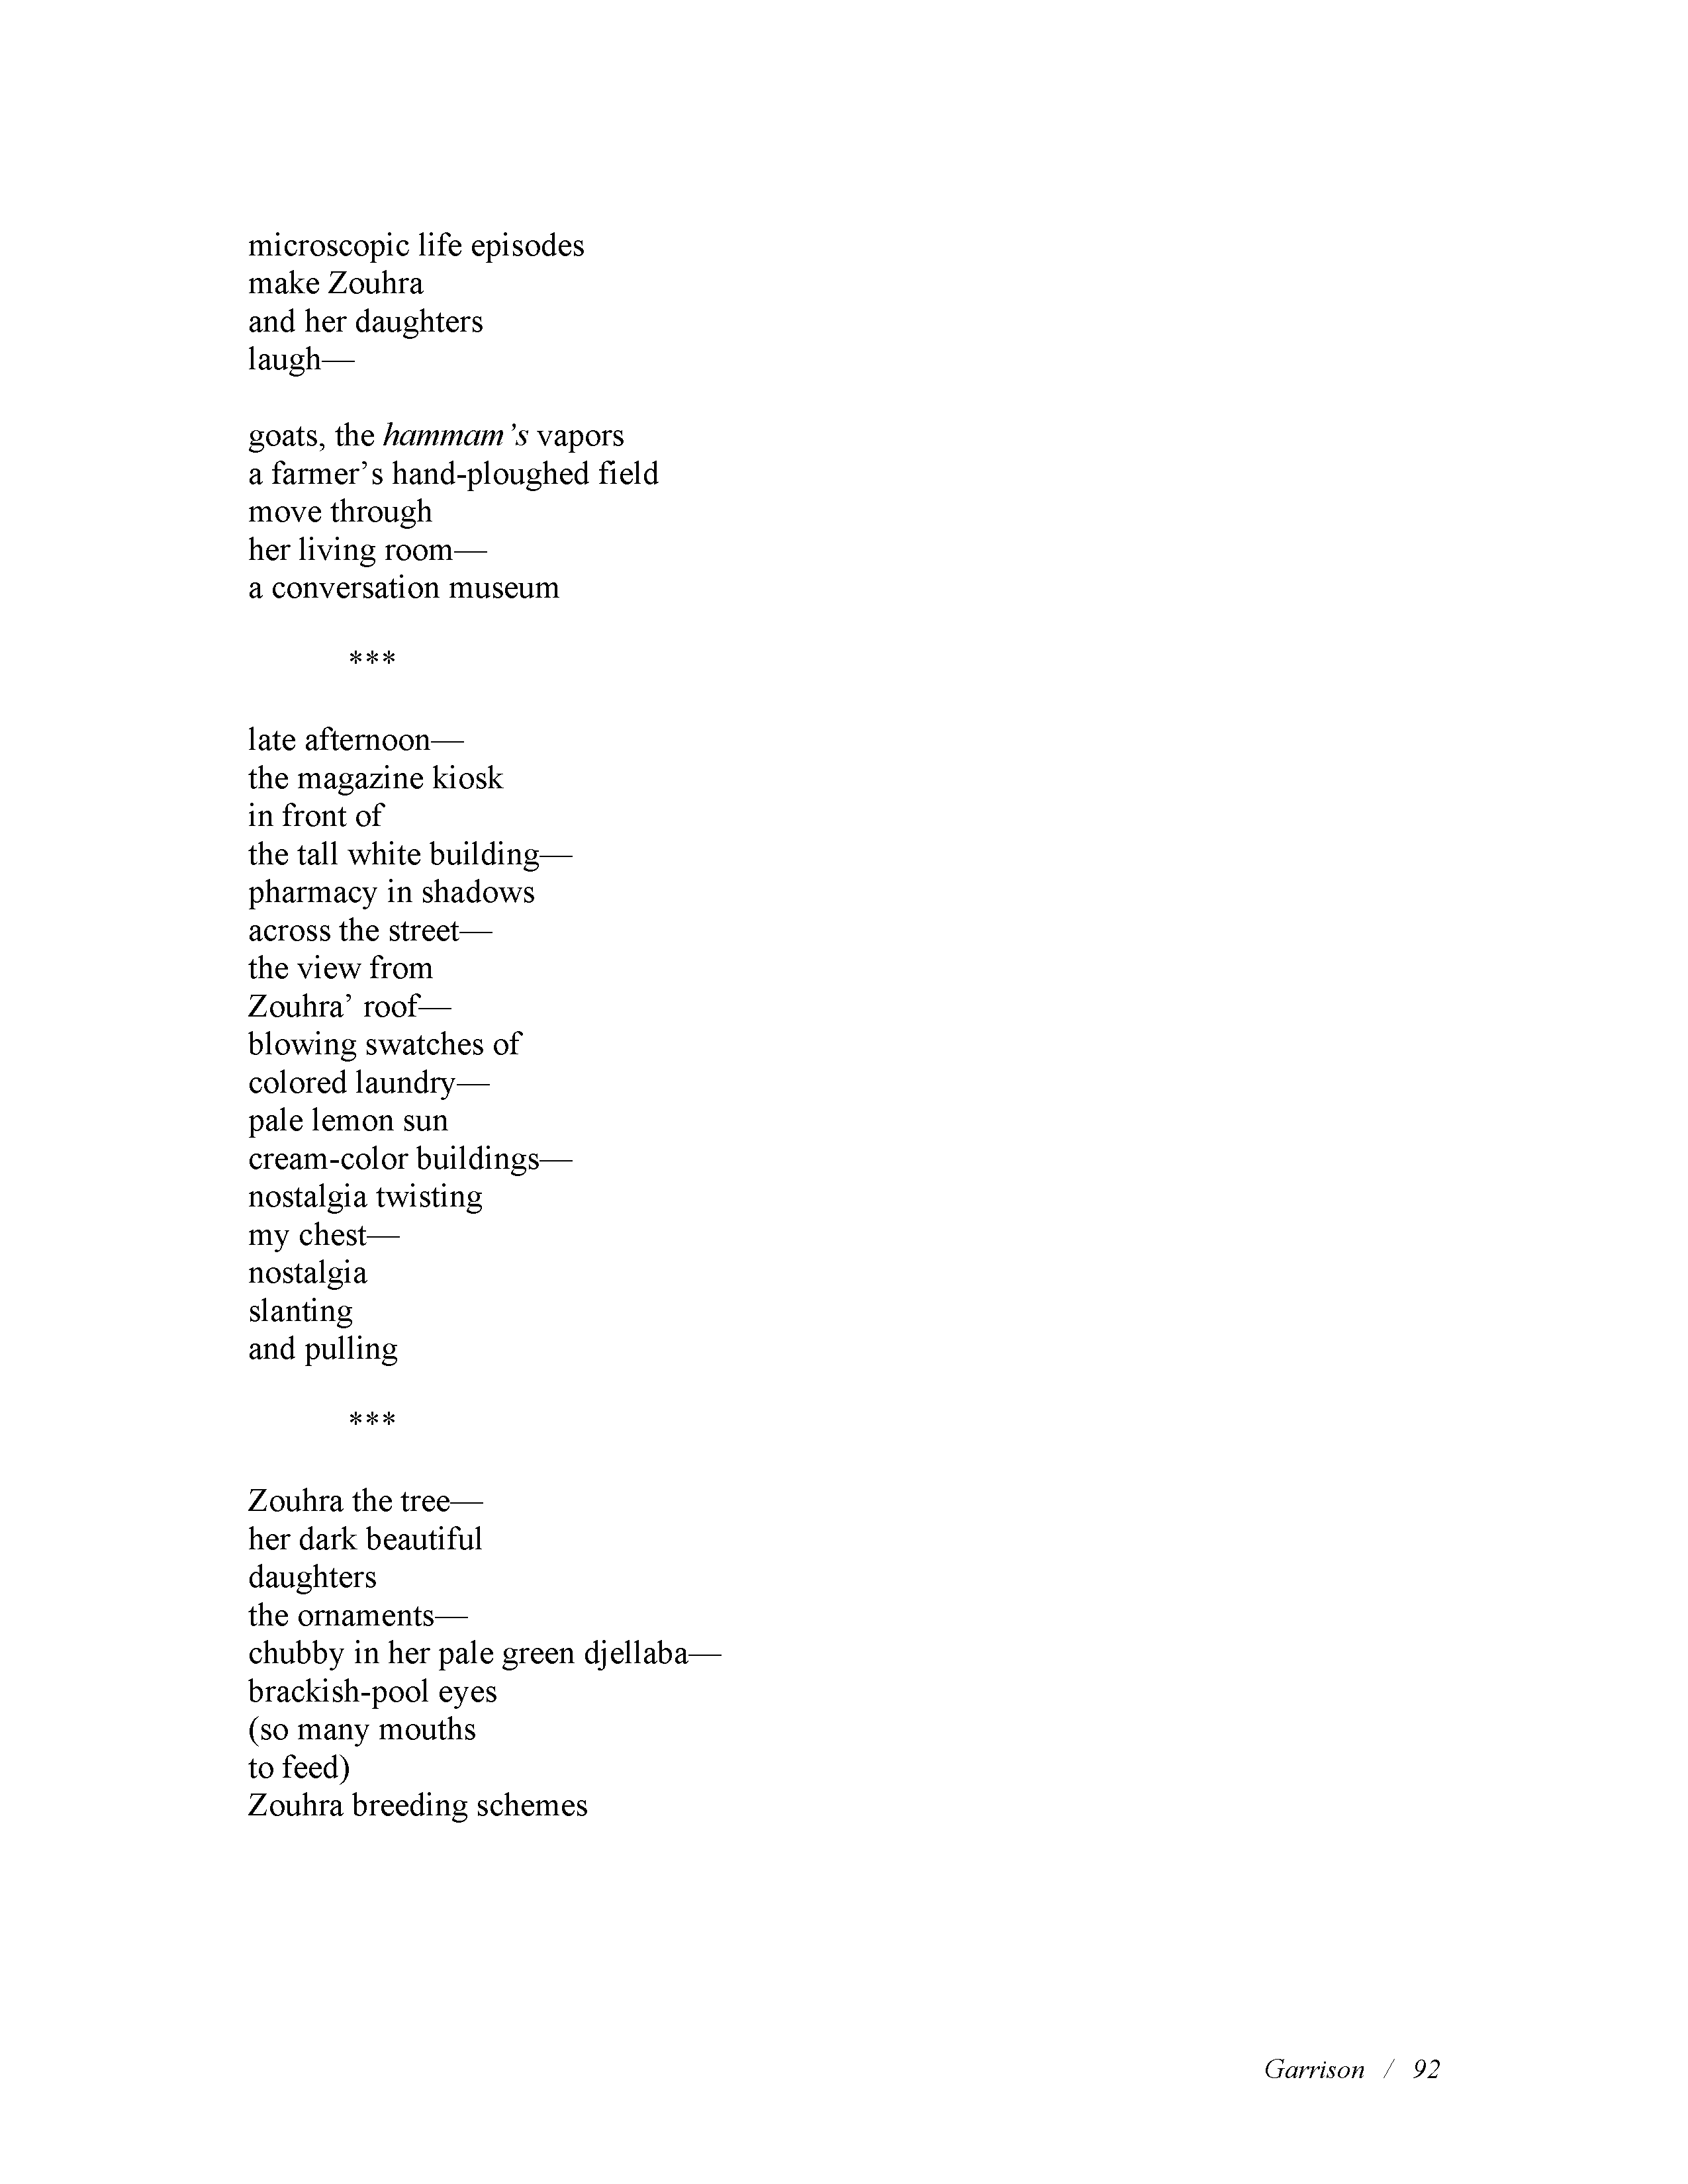 microscopic life episodes
make Zouhra
and her daughters
laugh—
goats, the hammam’s vapors
a farmer’s hand-ploughed field
move through
her living room—
a conversation museum
***
late afternoon—
the magazine kiosk
in front of
the tall white building—
pharmacy in shadows
across the street—
the view from
Zouhra’ roof—
blowing swatches of
colored laundry—
pale lemon sun
cream-color buildings—
nostalgia twisting
my chest—
nostalgia
slanting
and pulling
***
Zouhra the tree—
her dark beautiful
daughters
the ornaments—
chubby in her pale green djellaba—
brackish-pool eyes
(so many mouths
to feed)
Zouhra breeding schemes
Garrison / 92